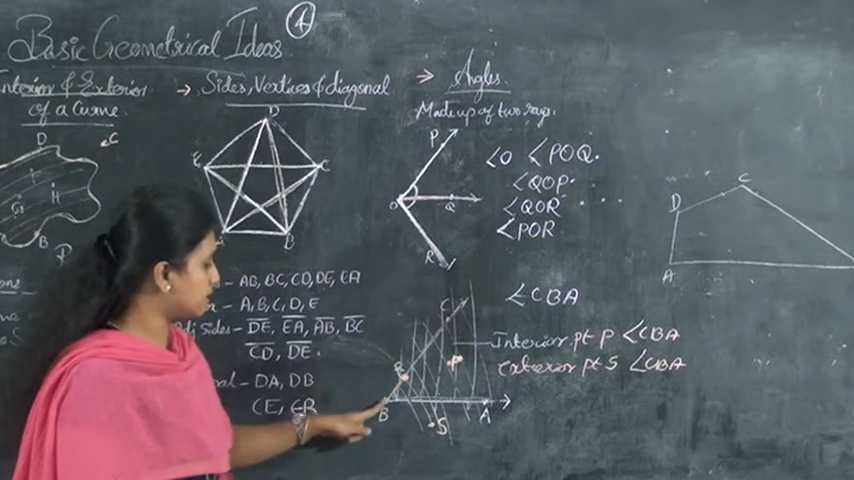 4
Basic Geometrical Ideas
Interior & Exterior
of a Curve.
→ Sides, Vertices & diagonal
→ Angles.
Made up of two rays.
D
C
H
B
P
D
E
C
A
B
P
O
Q
R
<O <POQ.
<QOP.
<QOR ....
<POR
D
C
A
- AB, BC, CD, DE, EA
- A, B, C, D, E
Adj Sides - DE, EA, AB, BC
CD, DE.
- DA, DB
CE, EB
<CBA
C
R
P
B
A
S
Interior pt P <CBA
exterior pt S <CBA